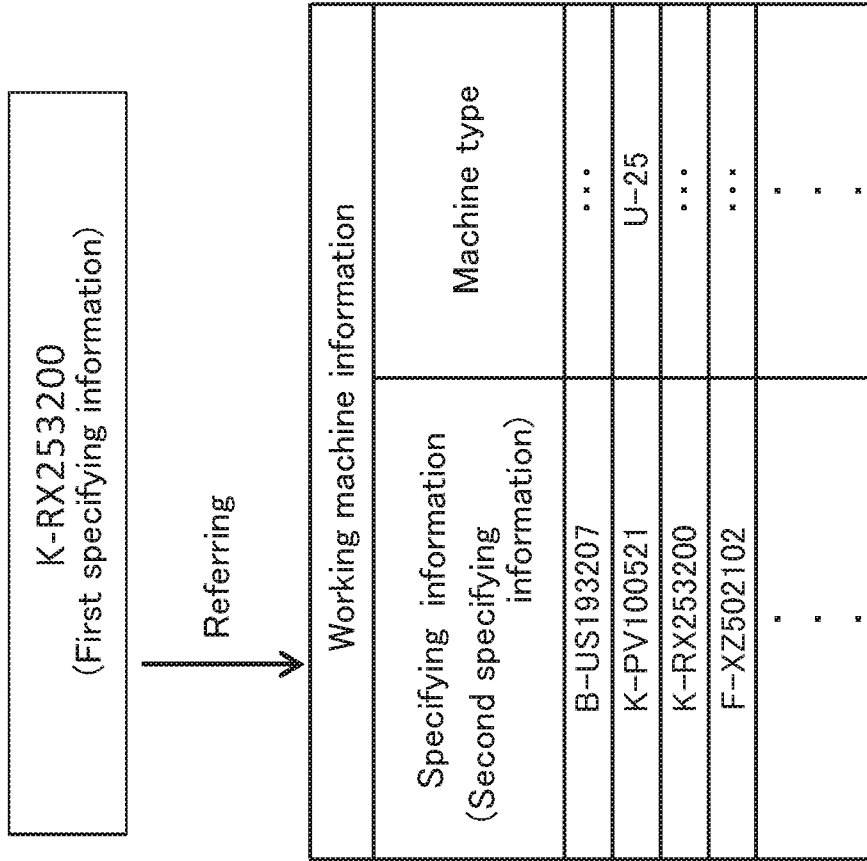 K-RX253200
(First specifying information)
Referring
Working machine information
Specifying information
(Second specifying
information)
Machine type
B-US193207
∘×∘
K-PV100521
U-25
K-RX253200
∘×∘
F-XZ502102
×∘×